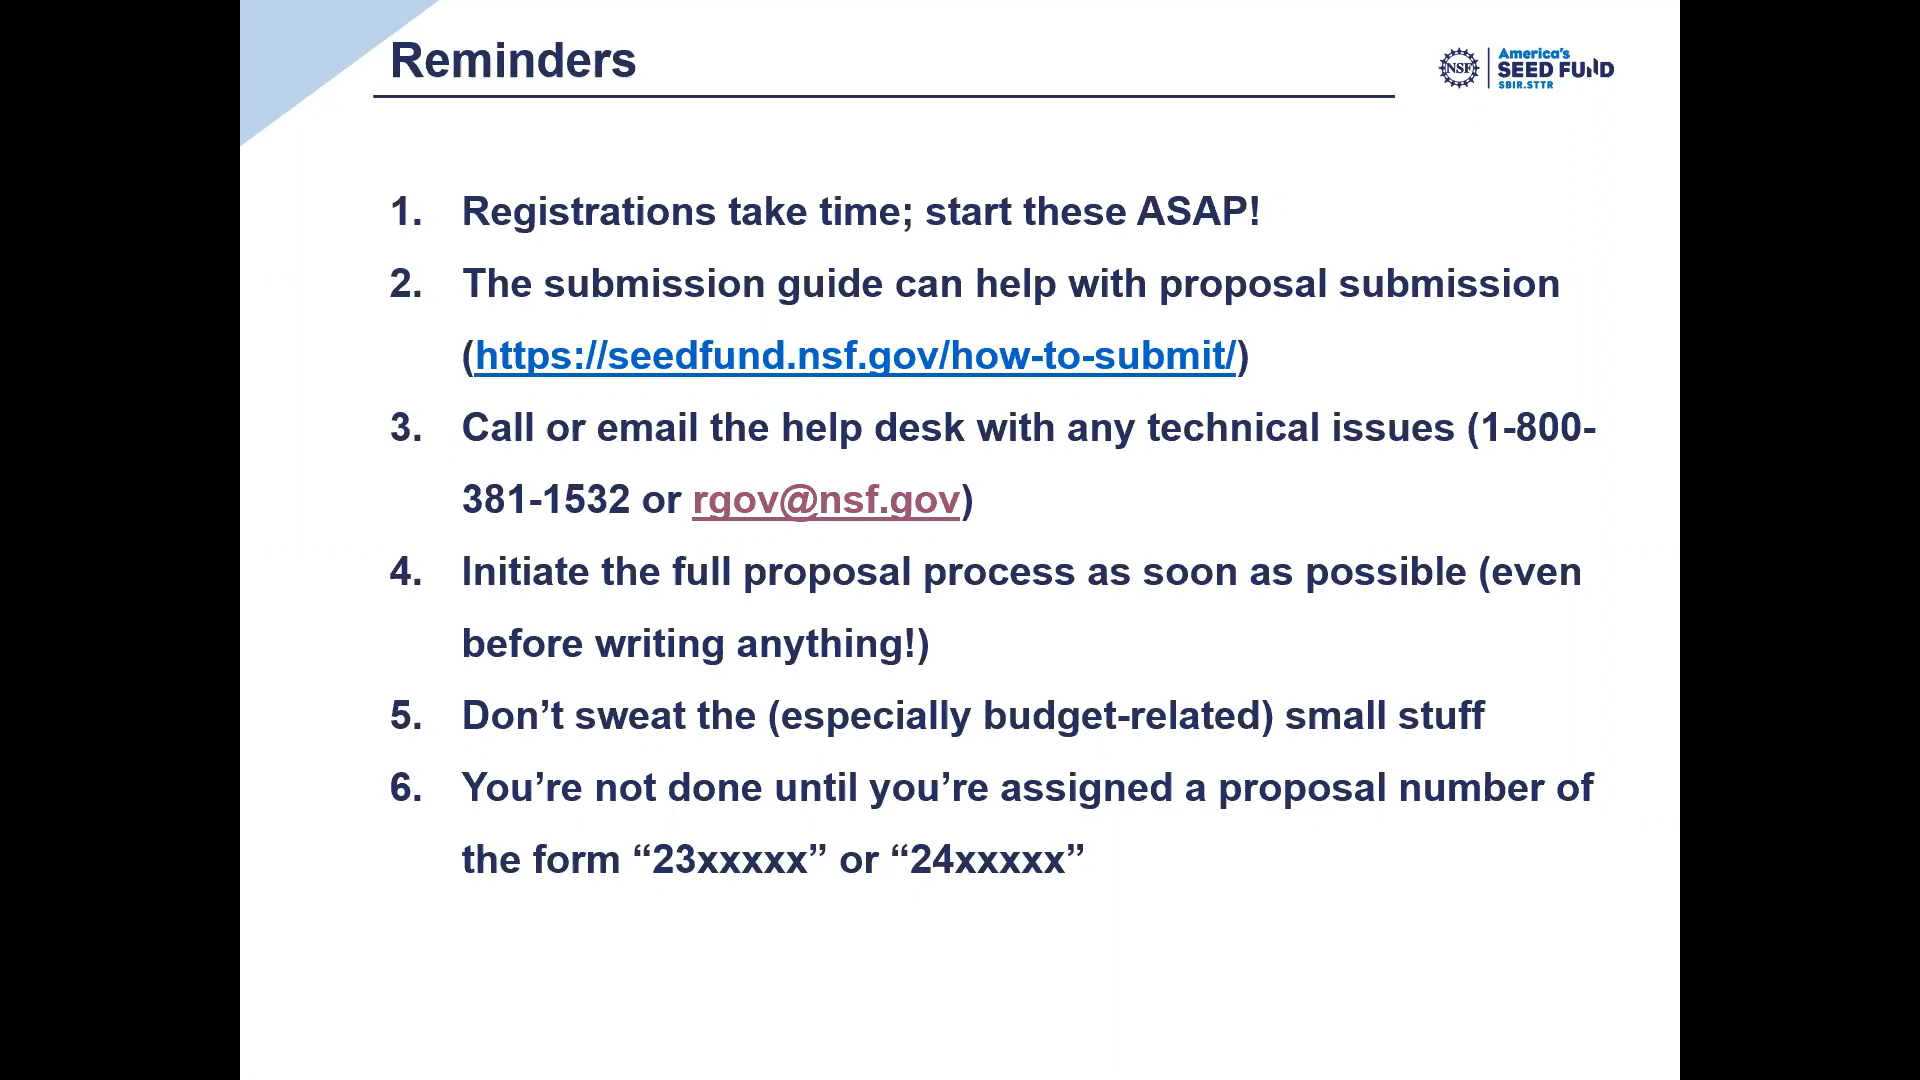 Reminders
NSF
America's
SEED FUND
SBIR.STTR
1. Registrations take time; start these ASAP!
2. The submission guide can help with proposal submission
(https://seedfund.nsf.gov/how-to-submit/)
3. Call or email the help desk with any technical issues (1-800-
381-1532 or rgov@nsf.gov)
4. Initiate the full proposal process as soon as possible (even
before writing anything!)
5. Don’t sweat the (especially budget-related) small stuff
6. You’re not done until you’re assigned a proposal number of
the form “23xxxxx” or “24xxxxx”